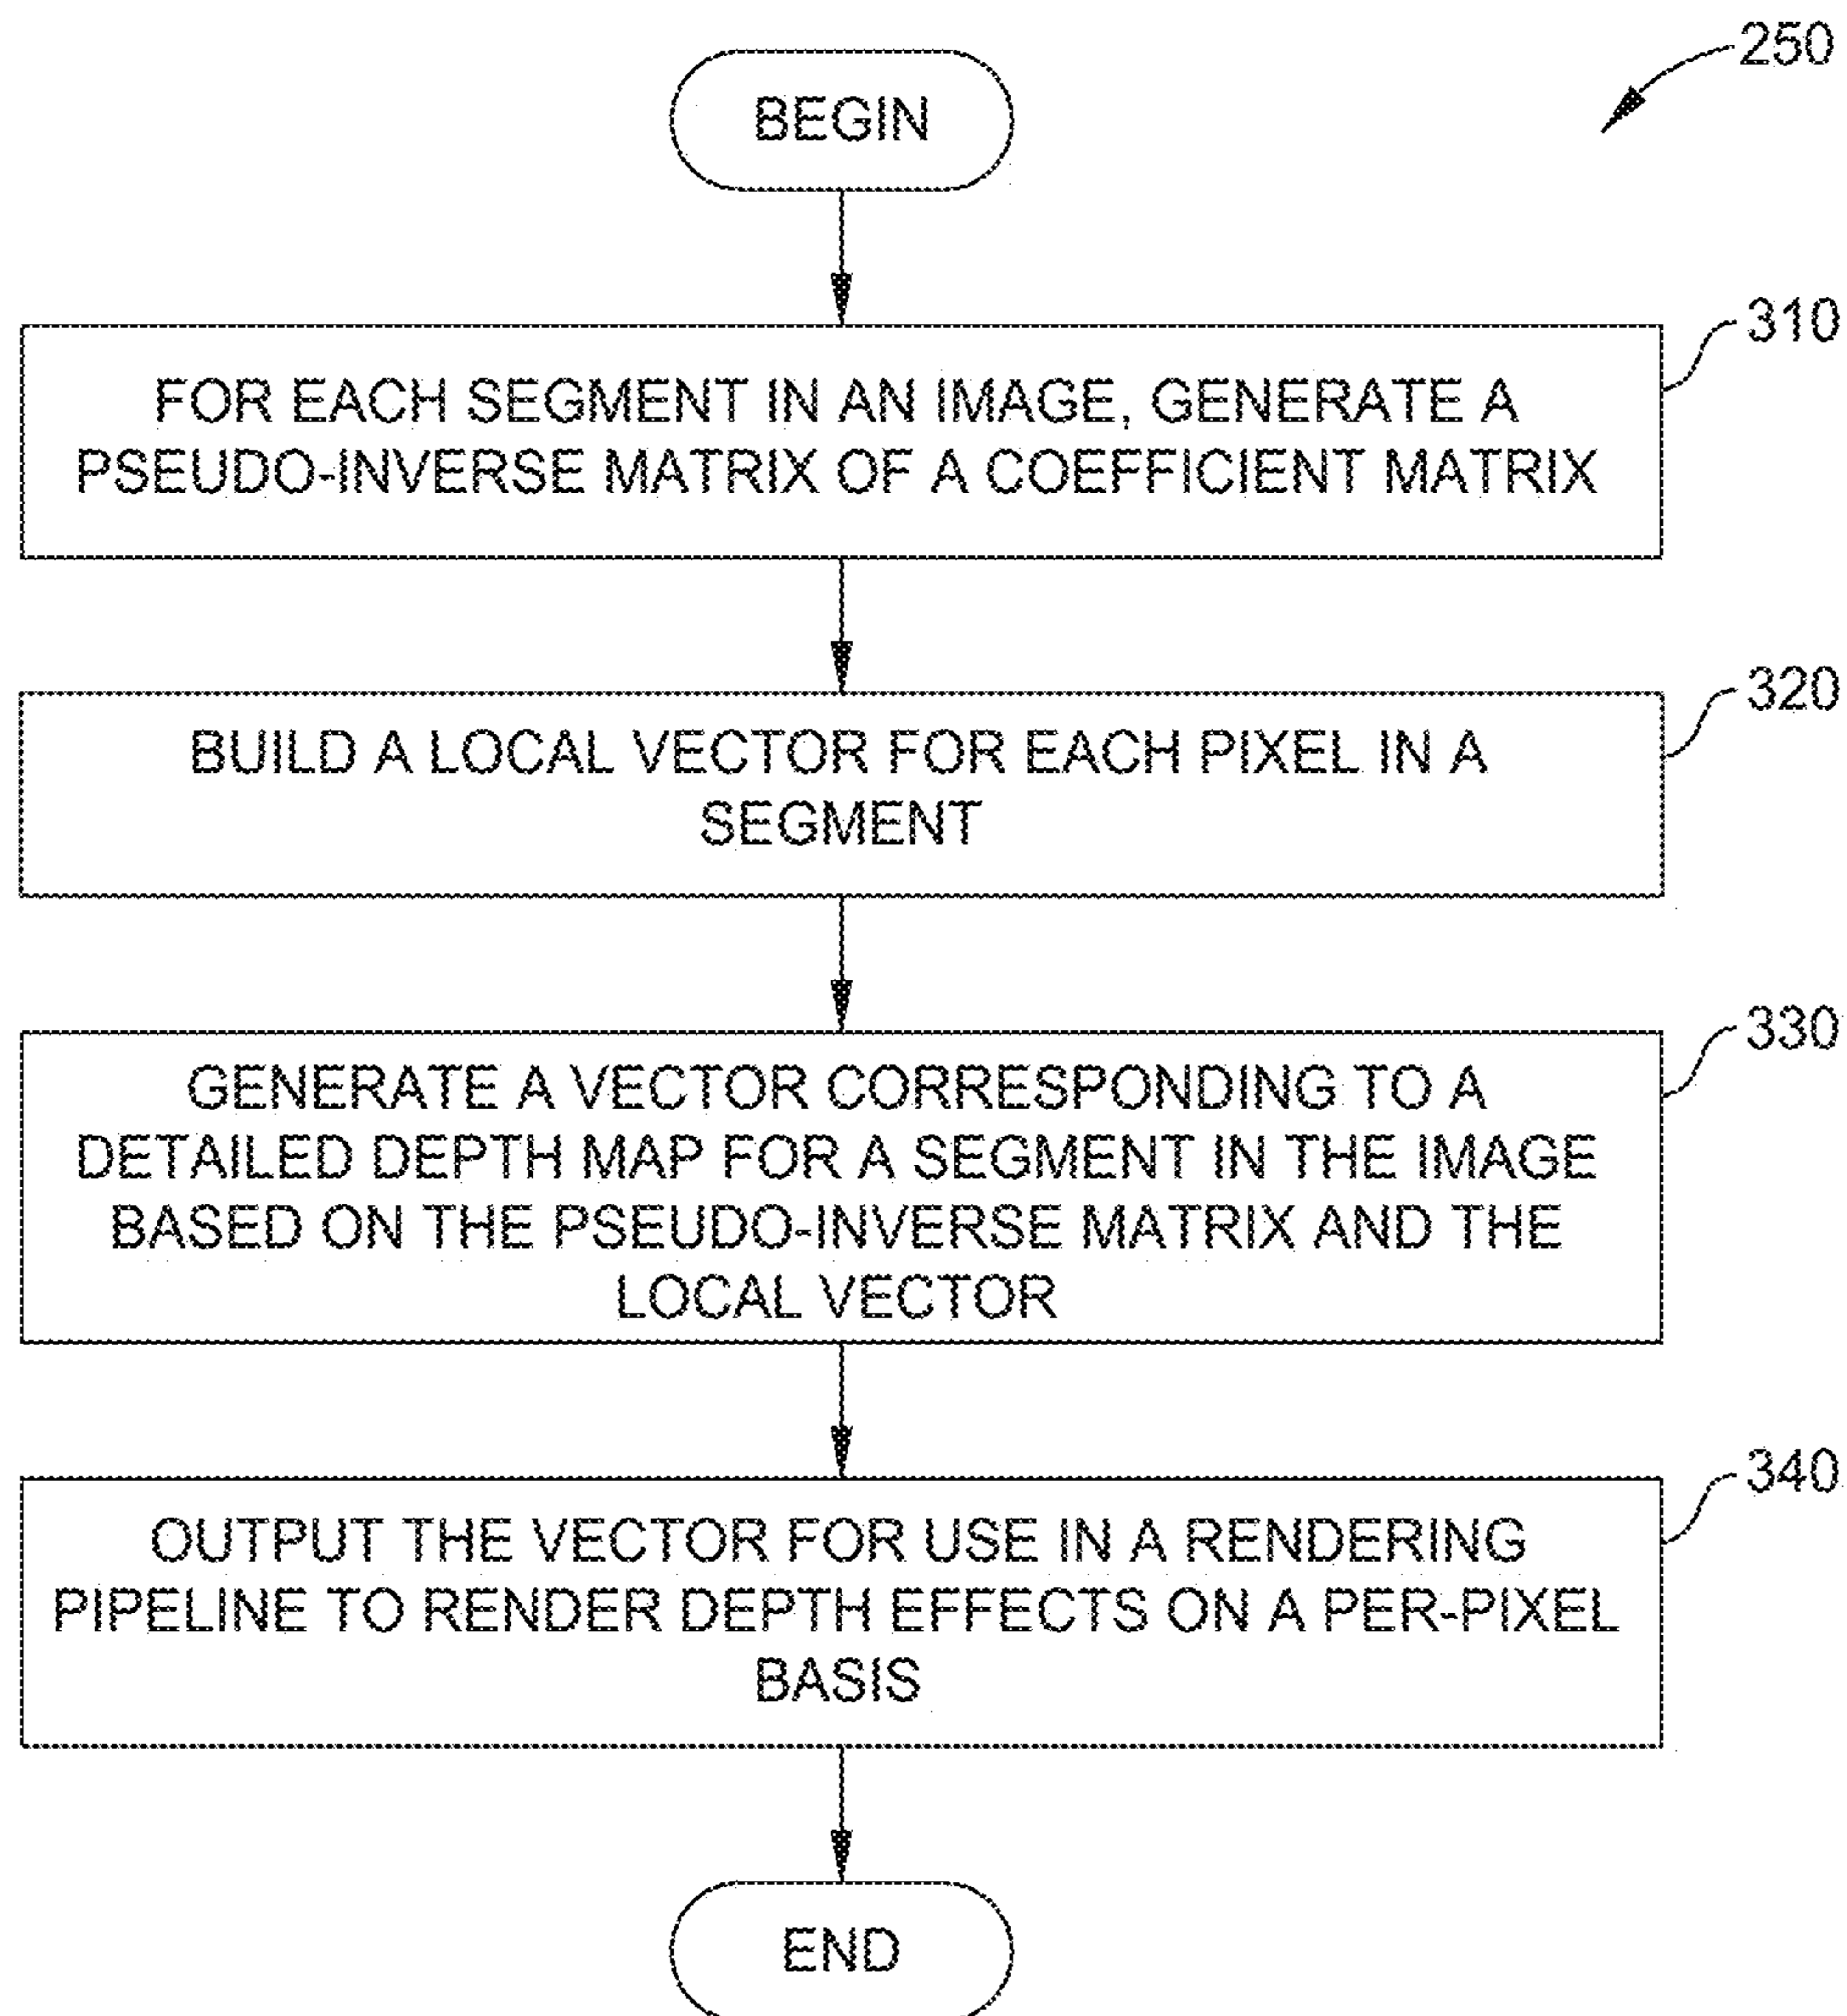 250
BEGIN
310
FOR EACH SEGMENT IN AN IMAGE, GENERATE A
PSEUDO-INVERSE MATRIX OF A COEFFICIENT MATRIX
320
BUILD A LOCAL VECTOR FOR EACH PIXEL IN A
SEGMENT
330
GENERATE A VECTOR CORRESPONDING TO A
DETAILED DEPTH MAP FOR A SEGMENT IN THE IMAGE
BASED ON THE PSEUDO-INVERSE MATRIX AND THE
LOCAL VECTOR
340
OUTPUT THE VECTOR FOR USE IN A RENDERING
PIPELINE TO RENDER DEPTH EFFECTS ON A PER-PIXEL
BASIS
END